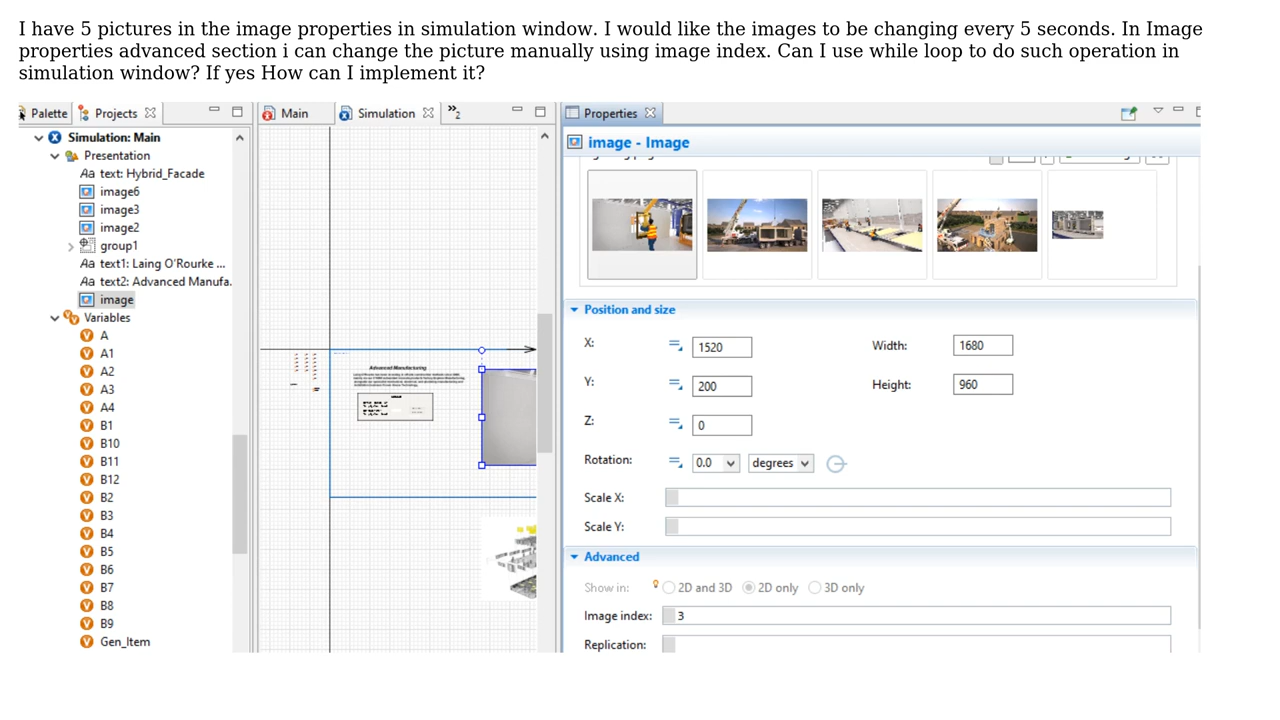 I have 5 pictures in the image properties in simulation window. I would like the images to be changing every 5 seconds. In Image
properties advanced section i can change the picture manually using image index. Can I use while loop to do such operation in
simulation window? If yes How can I implement it?
Palette Projects Main Simulation »2 Properties
Simulation: Main
Presentation
Aa text: Hybrid_Facade
image6
image3
image2
group1
Aa text1: Laing O'Rourke ...
Aa text2: Advanced Manufa.
image
Variables
A
A1
A2
A3
A4
B1
B10
B11
B12
B2
B3
B4
B5
B6
B7
B8
B9
Gen_Item
Advanced Manufacturing
image - Image
Position and size
X: 1520 Width: 1680
Y: 200 Height: 960
Z: 0
Rotation: 0.0 degrees
Scale X:
Scale Y:
Advanced
Show in: 2D and 3D 2D only 3D only
Image index: 3
Replication: